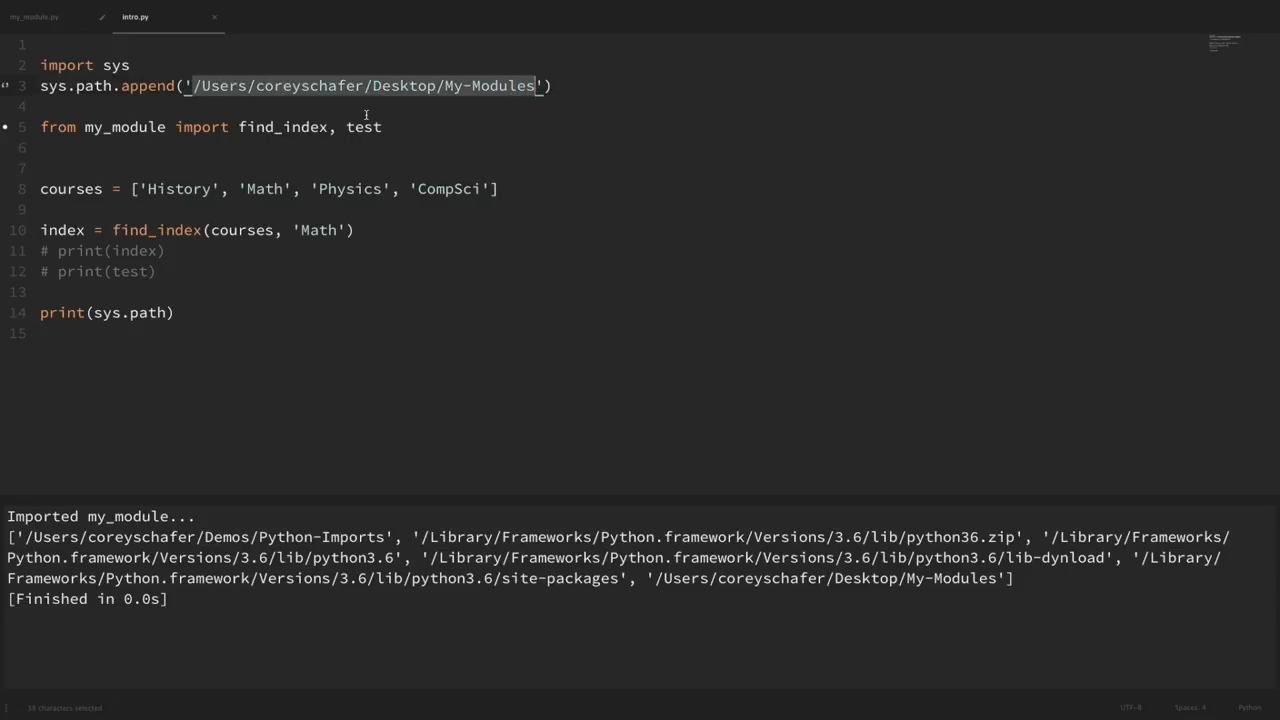 my_module.py intro.py
1
2 import sys
3 sys.path.append('/Users/coreyschafer/Desktop/My-Modules')
4
5 from my_module import find_index, test
6
7
8 courses = ['History', 'Math', 'Physics', 'CompSci']
9
10 index = find_index(courses, 'Math')
11 # print(index)
12 # print(test)
13
14 print(sys.path)
15
Imported my_module...
['/Users/coreyschafer/Demos/Python-Imports', '/Library/Frameworks/Python.framework/Versions/3.6/lib/python36.zip', '/Library/Frameworks/
Python.framework/Versions/3.6/lib/python3.6', '/Library/Frameworks/Python.framework/Versions/3.6/lib/python3.6/lib-dynload', '/Library/
Frameworks/Python.framework/Versions/3.6/lib/python3.6/site-packages', '/Users/coreyschafer/Desktop/My-Modules']
[Finished in 0.0s]
38 characters selected UTF-8 Spaces: 4 Python